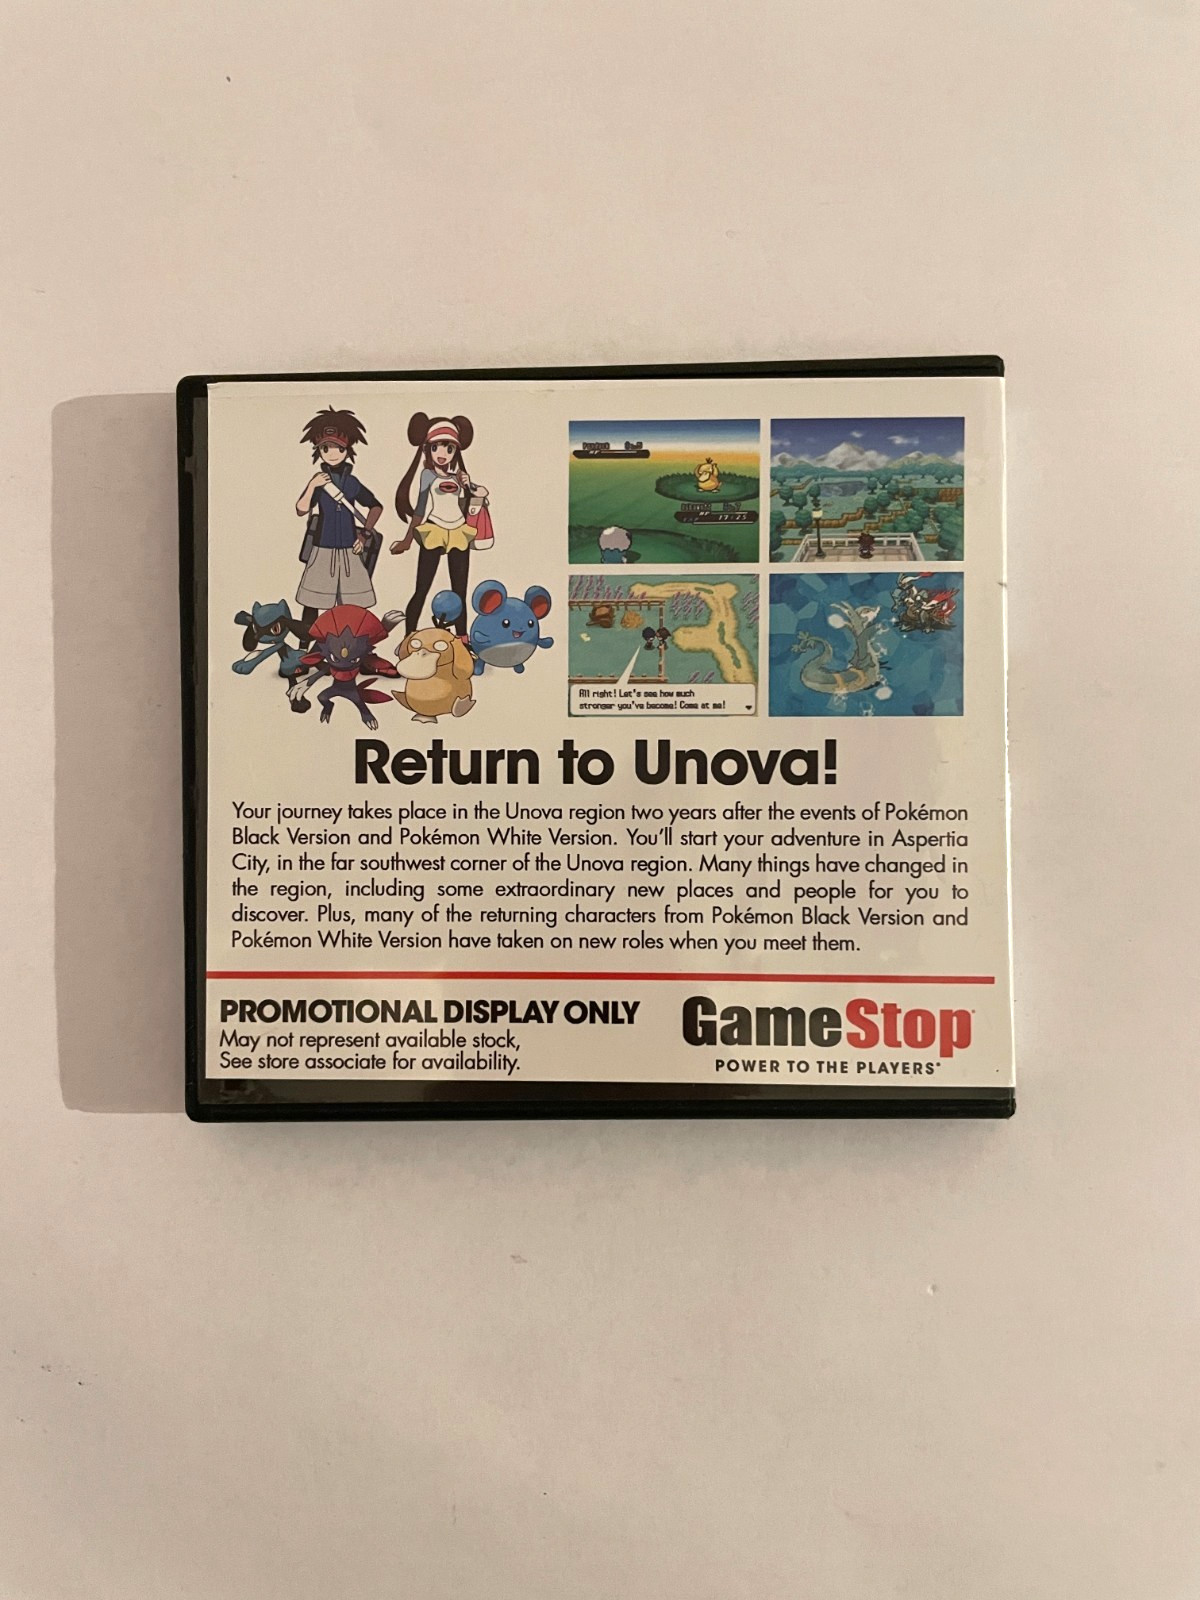 All right! Let's see how much
stronger you've become! Come at me!
Return to Unova!
Your journey takes place in the Unova region two years after the events of Pokémon
Black Version and Pokémon White Version. You'll start your adventure in Aspertia
City, in the far southwest corner of the Unova region. Many things have changed in
the region, including some extraordinary new places and people for you to
discover. Plus, many of the returning characters from Pokémon Black Version and
Pokémon White Version have taken on new roles when you meet them.
PROMOTIONAL DISPLAY ONLY
May not represent available stock,
See store associate for availability.
GameStop
POWER TO THE PLAYERS®